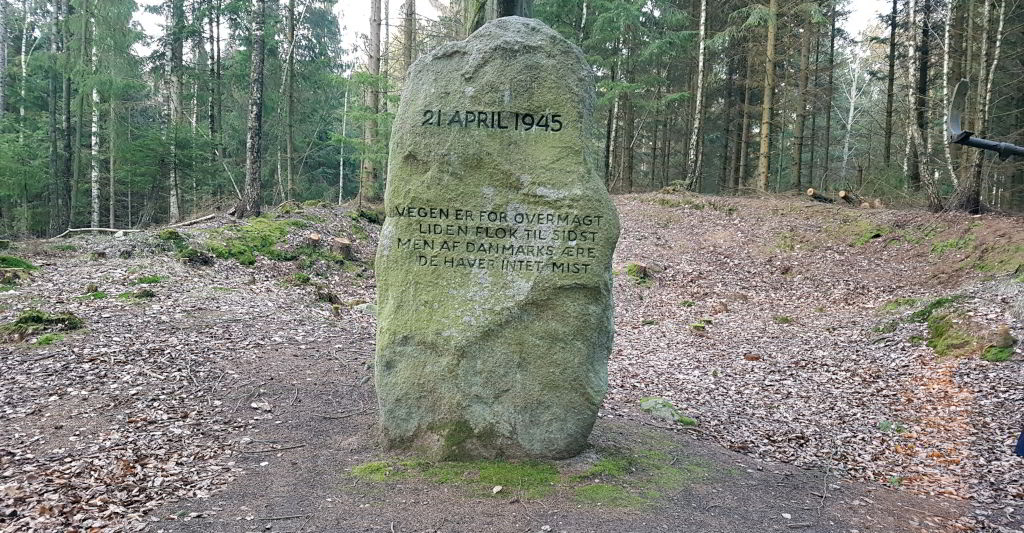 21 APRIL 1945
VEGEN ER FOR OVERMAGT
LIDEN FLOK TIL SIDST
MEN AF DANMARKS ÆRE
DE HAVER INTET MIST